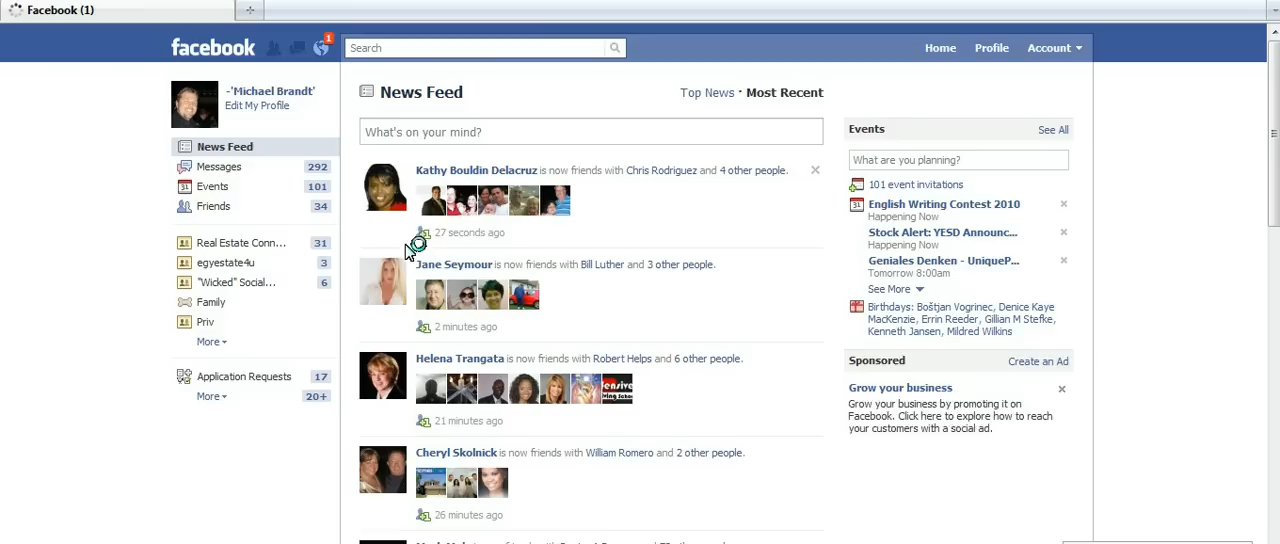 Facebook (1)
facebook
1
Search
Home
Profile
Account
-'Michael Brandt'
Edit My Profile
News Feed
Messages 292
31 Events 101
Friends 34
Real Estate Conn... 31
egyestate4u 3
"Wicked" Social... 6
Family
Priv
More
Application Requests 17
More 20+
News Feed
Top News · Most Recent
What's on your mind?
Kathy Bouldin Delacruz is now friends with Chris Rodriguez and 4 other people.
27 seconds ago
Jane Seymour is now friends with Bill Luther and 3 other people.
2 minutes ago
Helena Trangata is now friends with Robert Helps and 6 other people.
21 minutes ago
Cheryl Skolnick is now friends with William Romero and 2 other people.
26 minutes ago
Events See All
What are you planning?
101 event invitations
31 English Writing Contest 2010
Happening Now
Stock Alert: YESD Announc...
Happening Now
Geniales Denken - UniqueP...
Tomorrow 8:00am
See More
Birthdays: Boštjan Vogrinec, Denice Kaye
MacKenzie, Errin Reeder, Gillian M Stefke,
Kenneth Jansen, Mildred Wilkins
Sponsored Create an Ad
Grow your business
Grow your business by promoting it on
Facebook. Click here to explore how to reach
your customers with a social ad.